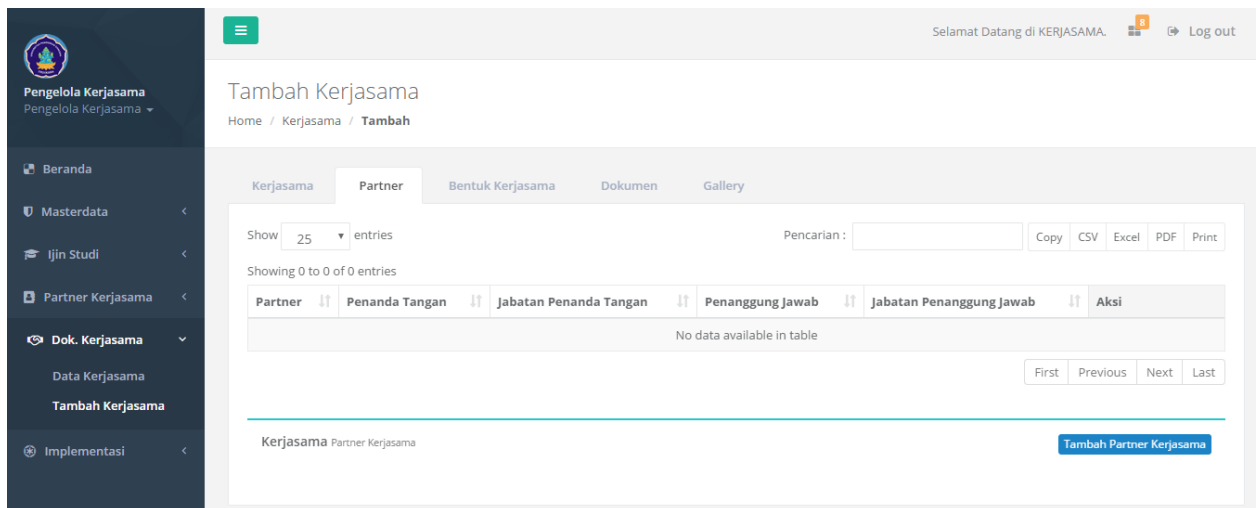 Selamat Datang di KERJASAMA.
8
Log out
Pengelola Kerjasama
Pengelola Kerjasama
Tambah Kerjasama
Home / Kerjasama / Tambah
Beranda
Masterdata
Ijin Studi
Partner Kerjasama
Dok. Kerjasama
Data Kerjasama
Tambah Kerjasama
Implementasi
Kerjasama Partner Bentuk Kerjasama Dokumen Gallery
Show 25 entries
Pencarian :
Copy CSV Excel PDF Print
Showing 0 to 0 of 0 entries
Partner Penanda Tangan Jabatan Penanda Tangan Penanggung Jawab Jabatan Penanggung Jawab Aksi
No data available in table
First Previous Next Last
Kerjasama Partner Kerjasama
Tambah Partner Kerjasama